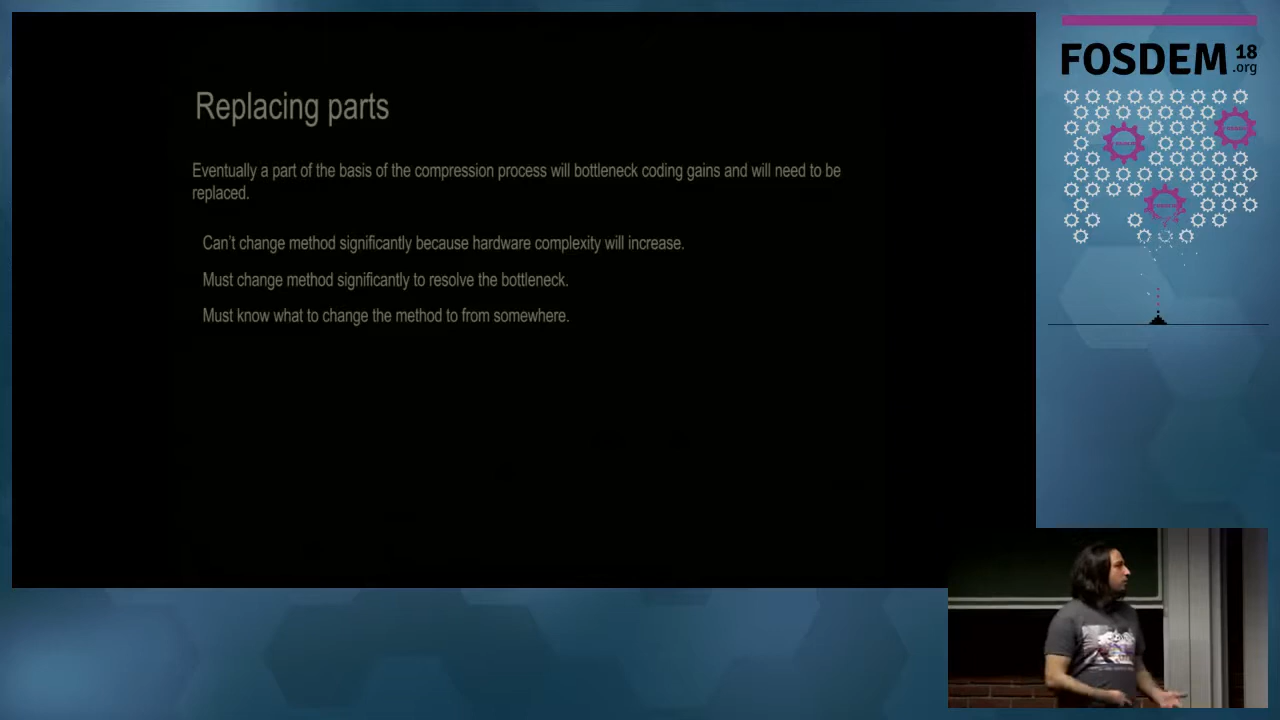 Replacing parts
Eventually a part of the basis of the compression process will bottleneck coding gains and will need to be
replaced.
Can't change method significantly because hardware complexity will increase.
Must change method significantly to resolve the bottleneck.
Must know what to change the method to from somewhere.
FOSDEM 18
.org